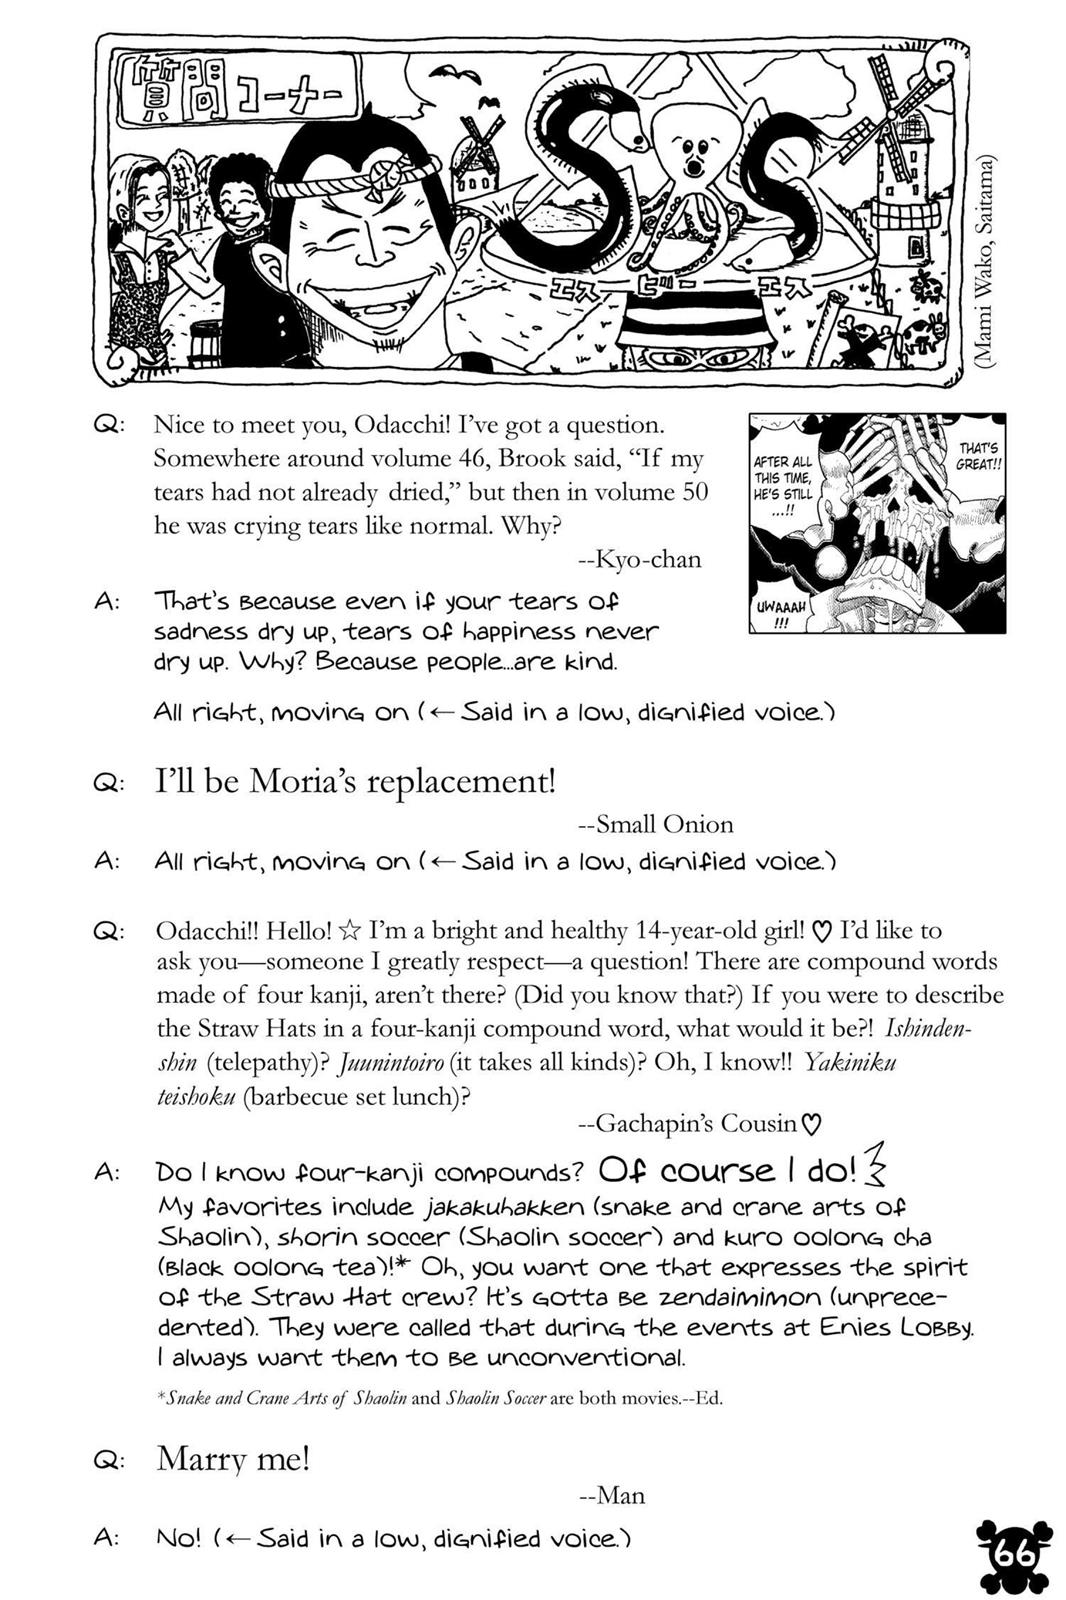 質問コーナー
SBS
エス ビー エス
(Mami Wako, Saitama)
Q: Nice to meet you, Odacchi! I've got a question.
Somewhere around volume 46, Brook said, “If my
tears had not already dried,” but then in volume 50
he was crying tears like normal. Why?
--Kyo-chan
AFTER ALL
THIS TIME,
HE'S STILL
...!!
THAT'S
GREAT!!
UWAAAH
!!!
A: That's because even if your tears of
sadness dry up, tears of happiness never
dry up. Why? Because people...are kind.
All right, moving on (← Said in a low, dignified voice.)
Q: I'll be Moria's replacement!
--Small Onion
A: All right, moving on (← Said in a low, dignified voice.)
Q: Odacchi!! Hello! ☆ I'm a bright and healthy 14-year-old girl! ♡ I'd like to
ask you—someone I greatly respect—a question! There are compound words
made of four kanji, aren't there? (Did you know that?) If you were to describe
the Straw Hats in a four-kanji compound word, what would it be?! Ishinden-
shin (telepathy)? Juunintoiro (it takes all kinds)? Oh, I know!! Yakiniku
teishoku (barbecue set lunch)?
--Gachapin's Cousin♡
A: Do I know four-kanji compounds? Of course I do!
My favorites include jakakuhakken (snake and crane arts of
Shaolin), shorin soccer (Shaolin soccer) and kuro oolong cha
(black oolong tea)!* Oh, you want one that expresses the spirit
of the Straw Hat crew? It's gotta be zendaimimon (unprece-
dented). They were called that during the events at Enies Lobby.
I always want them to be unconventional.
*Snake and Crane Arts of Shaolin and Shaolin Soccer are both movies.--Ed.
Q: Marry me!
--Man
A: No! (← Said in a low, dignified voice.)
66